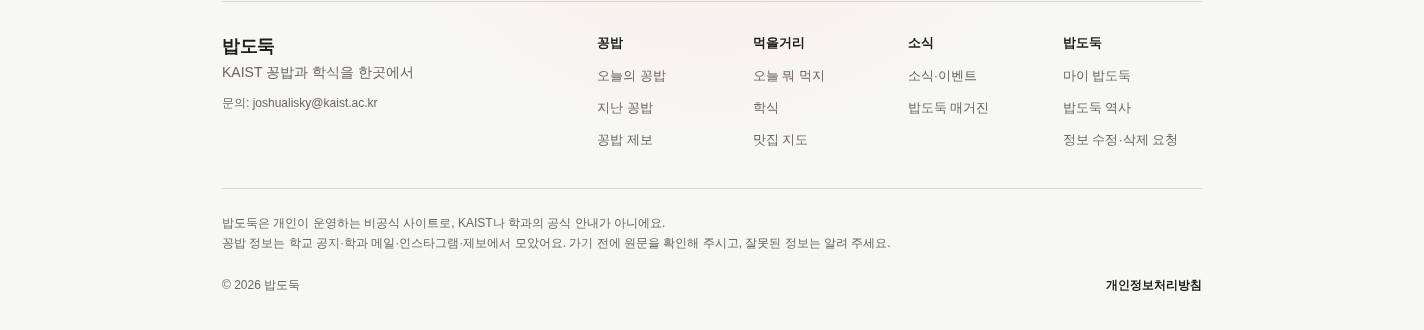 밥도둑
KAIST 꽁밥과 학식을 한곳에서
문의: joshualisky@kaist.ac.kr
꽁밥
오늘의 꽁밥
지난 꽁밥
꽁밥 제보
먹을거리
오늘 뭐 먹지
학식
맛집 지도
소식
소식·이벤트
밥도둑 매거진
밥도둑
마이 밥도둑
밥도둑 역사
정보 수정·삭제 요청
밥도둑은 개인이 운영하는 비공식 사이트로, KAIST나 학과의 공식 안내가 아니에요.
꽁밥 정보는 학교 공지·학과 메일·인스타그램·제보에서 모았어요. 가기 전에 원문을 확인해 주시고, 잘못된 정보는 알려 주세요.
© 2026 밥도둑
개인정보처리방침